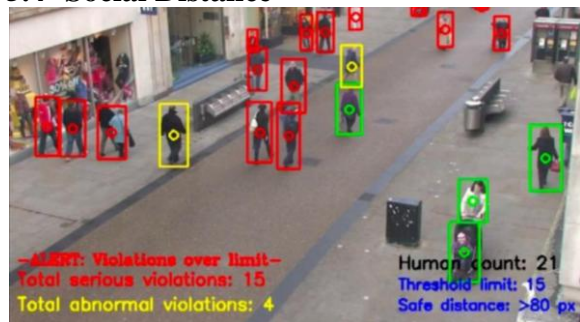 -ALERT: Violations over limit-
Total serious violations: 15
Total abnormal violations: 4
Human count: 21
Threshold limit: 15
Safe distance: >80 px